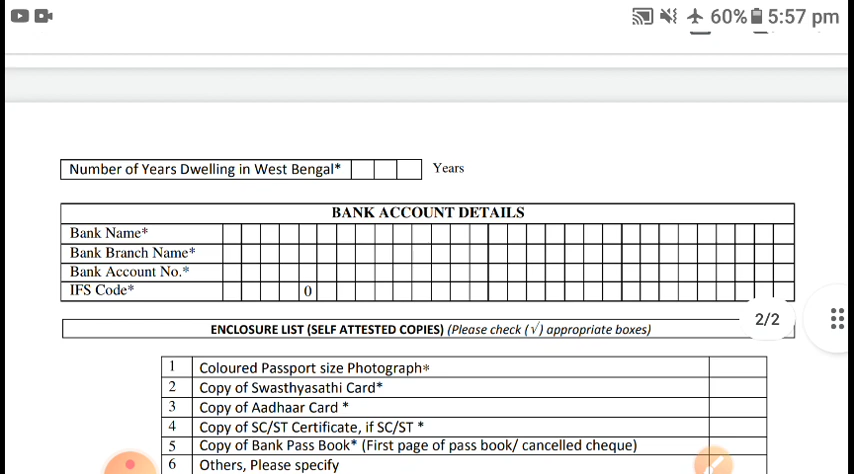 60% 5:57 pm
Number of Years Dwelling in West Bengal* Years
BANK ACCOUNT DETAILS
Bank Name*
Bank Branch Name*
Bank Account No.*
IFS Code* 0
ENCLOSURE LIST (SELF ATTESTED COPIES) (Please check (√) appropriate boxes)
2/2
1 Coloured Passport size Photograph*
2 Copy of Swasthyasathi Card*
3 Copy of Aadhaar Card *
4 Copy of SC/ST Certificate, if SC/ST *
5 Copy of Bank Pass Book* (First page of pass book/ cancelled cheque)
6 Others, Please specify